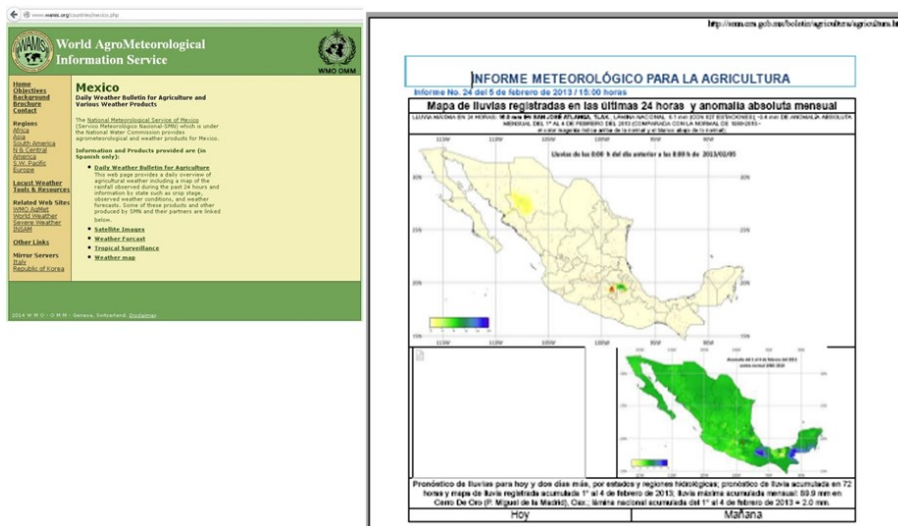 www.wamis.org/countries/mexico.php
World AgroMeteorological
Information Service
WMO OMM
Home
Objectives
Background
Brochure
Contact
Regions
Africa
Asia
South America
N & Central
America
S.W. Pacific
Europe
Locust Weather
Tools & Resources
Related Web Sites
WMO AgMet
World Weather
Severe Weather
INSAM
Other Links
Mirror Servers
Italy
Republic of Korea
Mexico
Daily Weather Bulletin for Agriculture and
Various Weather Products
The National Meteorological Service of Mexico
(Servico Meteorológico Nacional-SMN) which is under
the National Water Commission provides
agrometeorological and weather products for Mexico.
Information and Products provided are (in
Spanish only):
Daily Weather Bulletin for Agriculture
This web page provides a daily overview of
agricultural weather including a map of the
rainfall observed during the past 24 hours and
information by state such as crop stage,
observed weather conditions, and weather
forecasts. Some of these products and other
produced by SMN and their partners are linked
below.
Satellite Images
Weather Forcast
Tropical Surveillance
Weather map
2014 W M O - O M M - Geneva, Switzerland. Disclaimer
INFORME METEOROLÓGICO PARA LA AGRICULTURA
Informe No. 24 del 5 de febrero de 2013 / 15:00 horas
Mapa de lluvias registradas en las últimas 24 horas y anomalía absoluta mensual
Lluvias de las 8:00 h del día anterior a las 8:00 h de 2013/02/05
Pronóstico de lluvias para hoy y dos días más, por estados y regiones hidrológicas; pronóstico de lluvia acumulada en 72
horas y mapa de lluvia registrada acumulada 1° al 4 de febrero de 2013; lluvia máxima acumulada mensual: 89.9 mm en
Cerro De Oro (P. Miguel de la Madrid), Oax.; lámina nacional acumulada del 1° al 4 de febrero de 2013 = 2.0 mm.
Hoy
Mañana